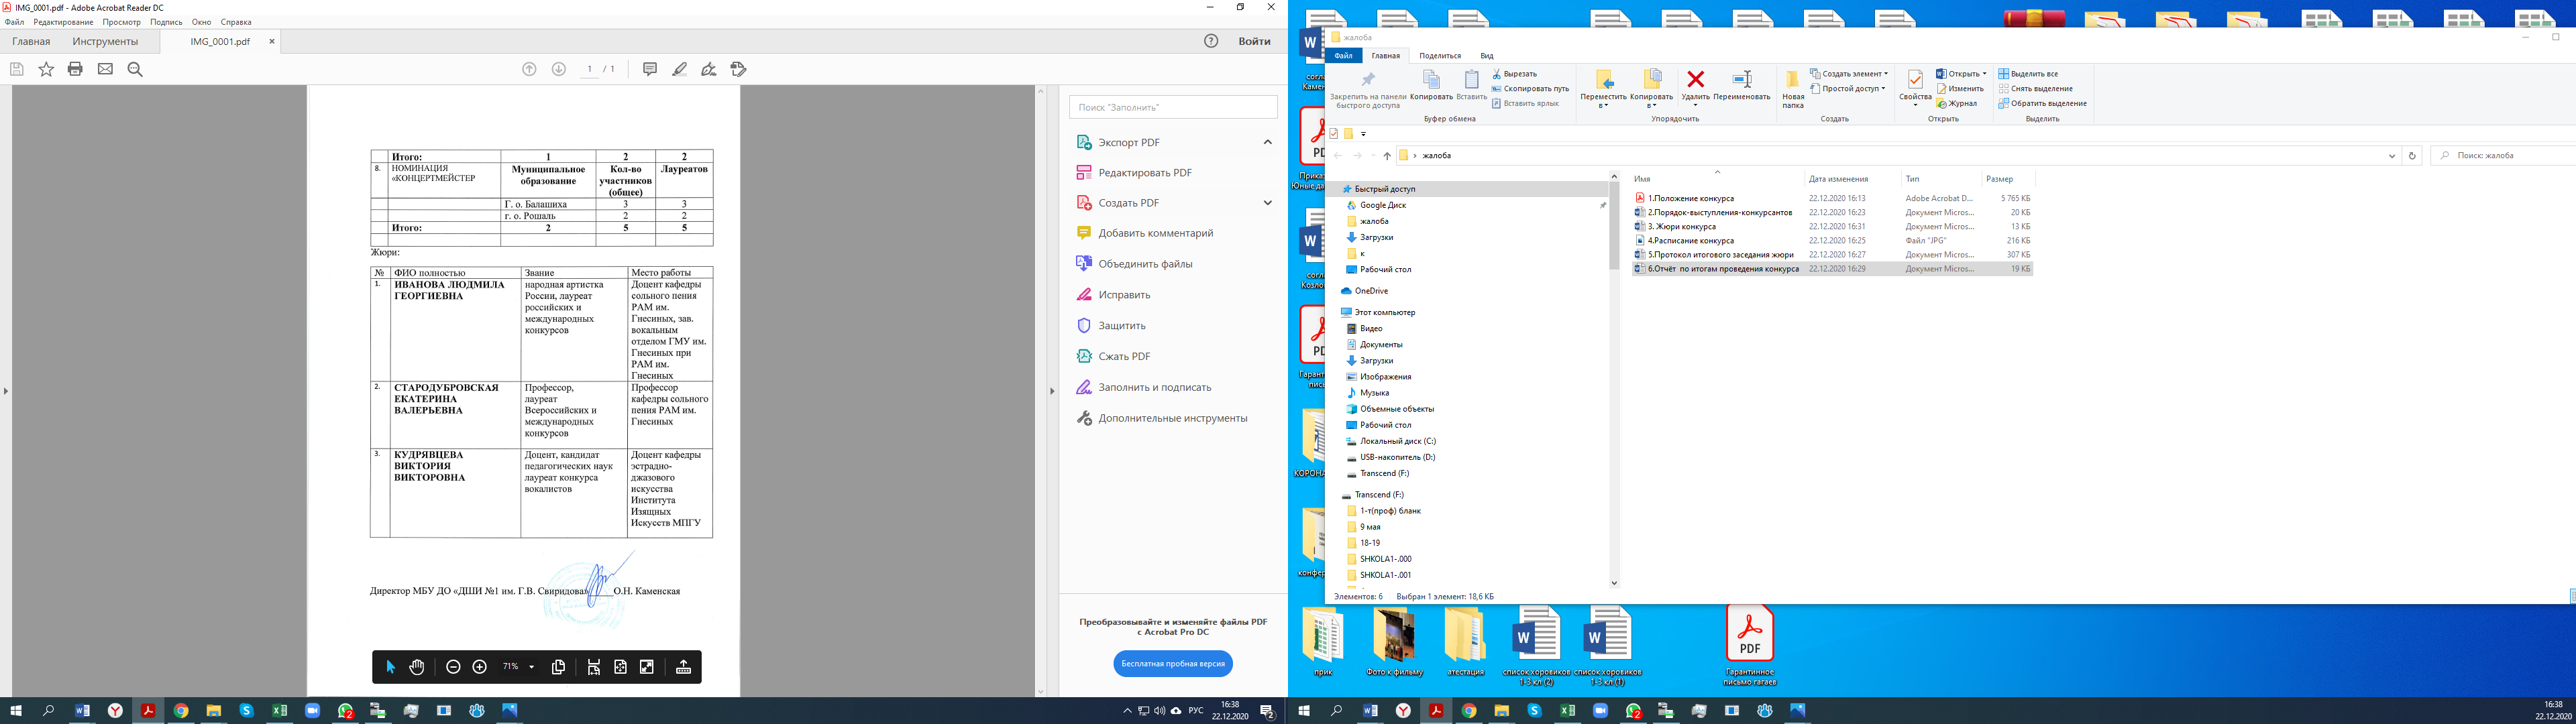 IMG_0001.pdf - Adobe Acrobat Reader DC
Файл Редактирование Просмотр Подпись Окно Справка
Главная Инструменты IMG_0001.pdf × Войти
1 / 1
Итого: 1 2 2
8. НОМИНАЦИЯ «КОНЦЕРТМЕЙСТЕР Муниципальное образование Кол-во участников (общее) Лауреатов
Г. о. Балашиха 3 3
г. о. Рошаль 2 2
Итого: 2 5 5
Жюри:
№ ФИО полностью Звание Место работы
1. ИВАНОВА ЛЮДМИЛА ГЕОРГИЕВНА
народная артистка России, лауреат российских и международных конкурсов
Доцент кафедры сольного пения РАМ им. Гнесиных, зав. вокальным отделом ГМУ им. Гнесиных при РАМ им. Гнесиных
2. СТАРОДУБРОВСКАЯ ЕКАТЕРИНА ВАЛЕРЬЕВНА
Профессор, лауреат Всероссийских и международных конкурсов
Профессор кафедры сольного пения РАМ им. Гнесиных
3. КУДРЯВЦЕВА ВИКТОРИЯ ВИКТОРОВНА
Доцент, кандидат педагогических наук лауреат конкурса вокалистов
Доцент кафедры эстрадно-джазового искусства Института Изящных Искусств МПГУ
Директор МБУ ДО «ДШИ №1 им. Г.В. Свиридова» О.Н. Каменская
71%
Поиск "Заполнить"
Экспорт PDF
Редактировать PDF
Создать PDF
Добавить комментарий
Объединить файлы
Исправить
Защитить
Сжать PDF
Заполнить и подписать
Дополнительные инструменты
Преобразовывайте и изменяйте файлы PDF
с Acrobat Pro DC
Бесплатная пробная версия
РУС 16:38
22.12.2020
2
жалоба
Файл Главная Поделиться Вид
Закрепить на панели быстрого доступа
Копировать
Вставить
Вырезать
Скопировать путь
Вставить ярлык
Буфер обмена
Переместить в
Копировать в
Удалить
Переименовать
Упорядочить
Новая папка
Создать элемент
Простой доступ
Создать
Свойства
Открыть
Изменить
Журнал
Открыть
Выделить все
Снять выделение
Обратить выделение
Выделить
жалоба
Поиск: жалоба
Быстрый доступ
Google Диск
жалоба
Загрузки
к
Рабочий стол
OneDrive
Этот компьютер
Видео
Документы
Загрузки
Изображения
Музыка
Объемные объекты
Рабочий стол
Локальный диск (C:)
USB-накопитель (D:)
Transcend (F:)
Transcend (F:)
1-т(проф) бланк
9 мая
18-19
SHKOLA1-.000
SHKOLA1-.001
Имя Дата изменения Тип Размер
1.Положение конкурса 22.12.2020 16:13 Adobe Acrobat D... 5 765 КБ
2.Порядок-выступления-конкурсантов 22.12.2020 16:23 Документ Micros... 20 КБ
3. Жюри конкурса 22.12.2020 16:31 Документ Micros... 13 КБ
4.Расписание конкурса 22.12.2020 16:25 Файл "JPG" 216 КБ
5.Протокол итогового заседания жюри 22.12.2020 16:27 Документ Micros... 307 КБ
6.Отчёт по итогам проведения конкурса 22.12.2020 16:29 Документ Micros... 19 КБ
Элементов: 6 Выбран 1 элемент: 18,6 КБ
прик
Фото к фильму
атестация
список хоровиков 1-3 кл (2)
список хоровиков 1-3 кл (1)
PDF
Гарантинное письмо гагаев
16:38
22.12.2020